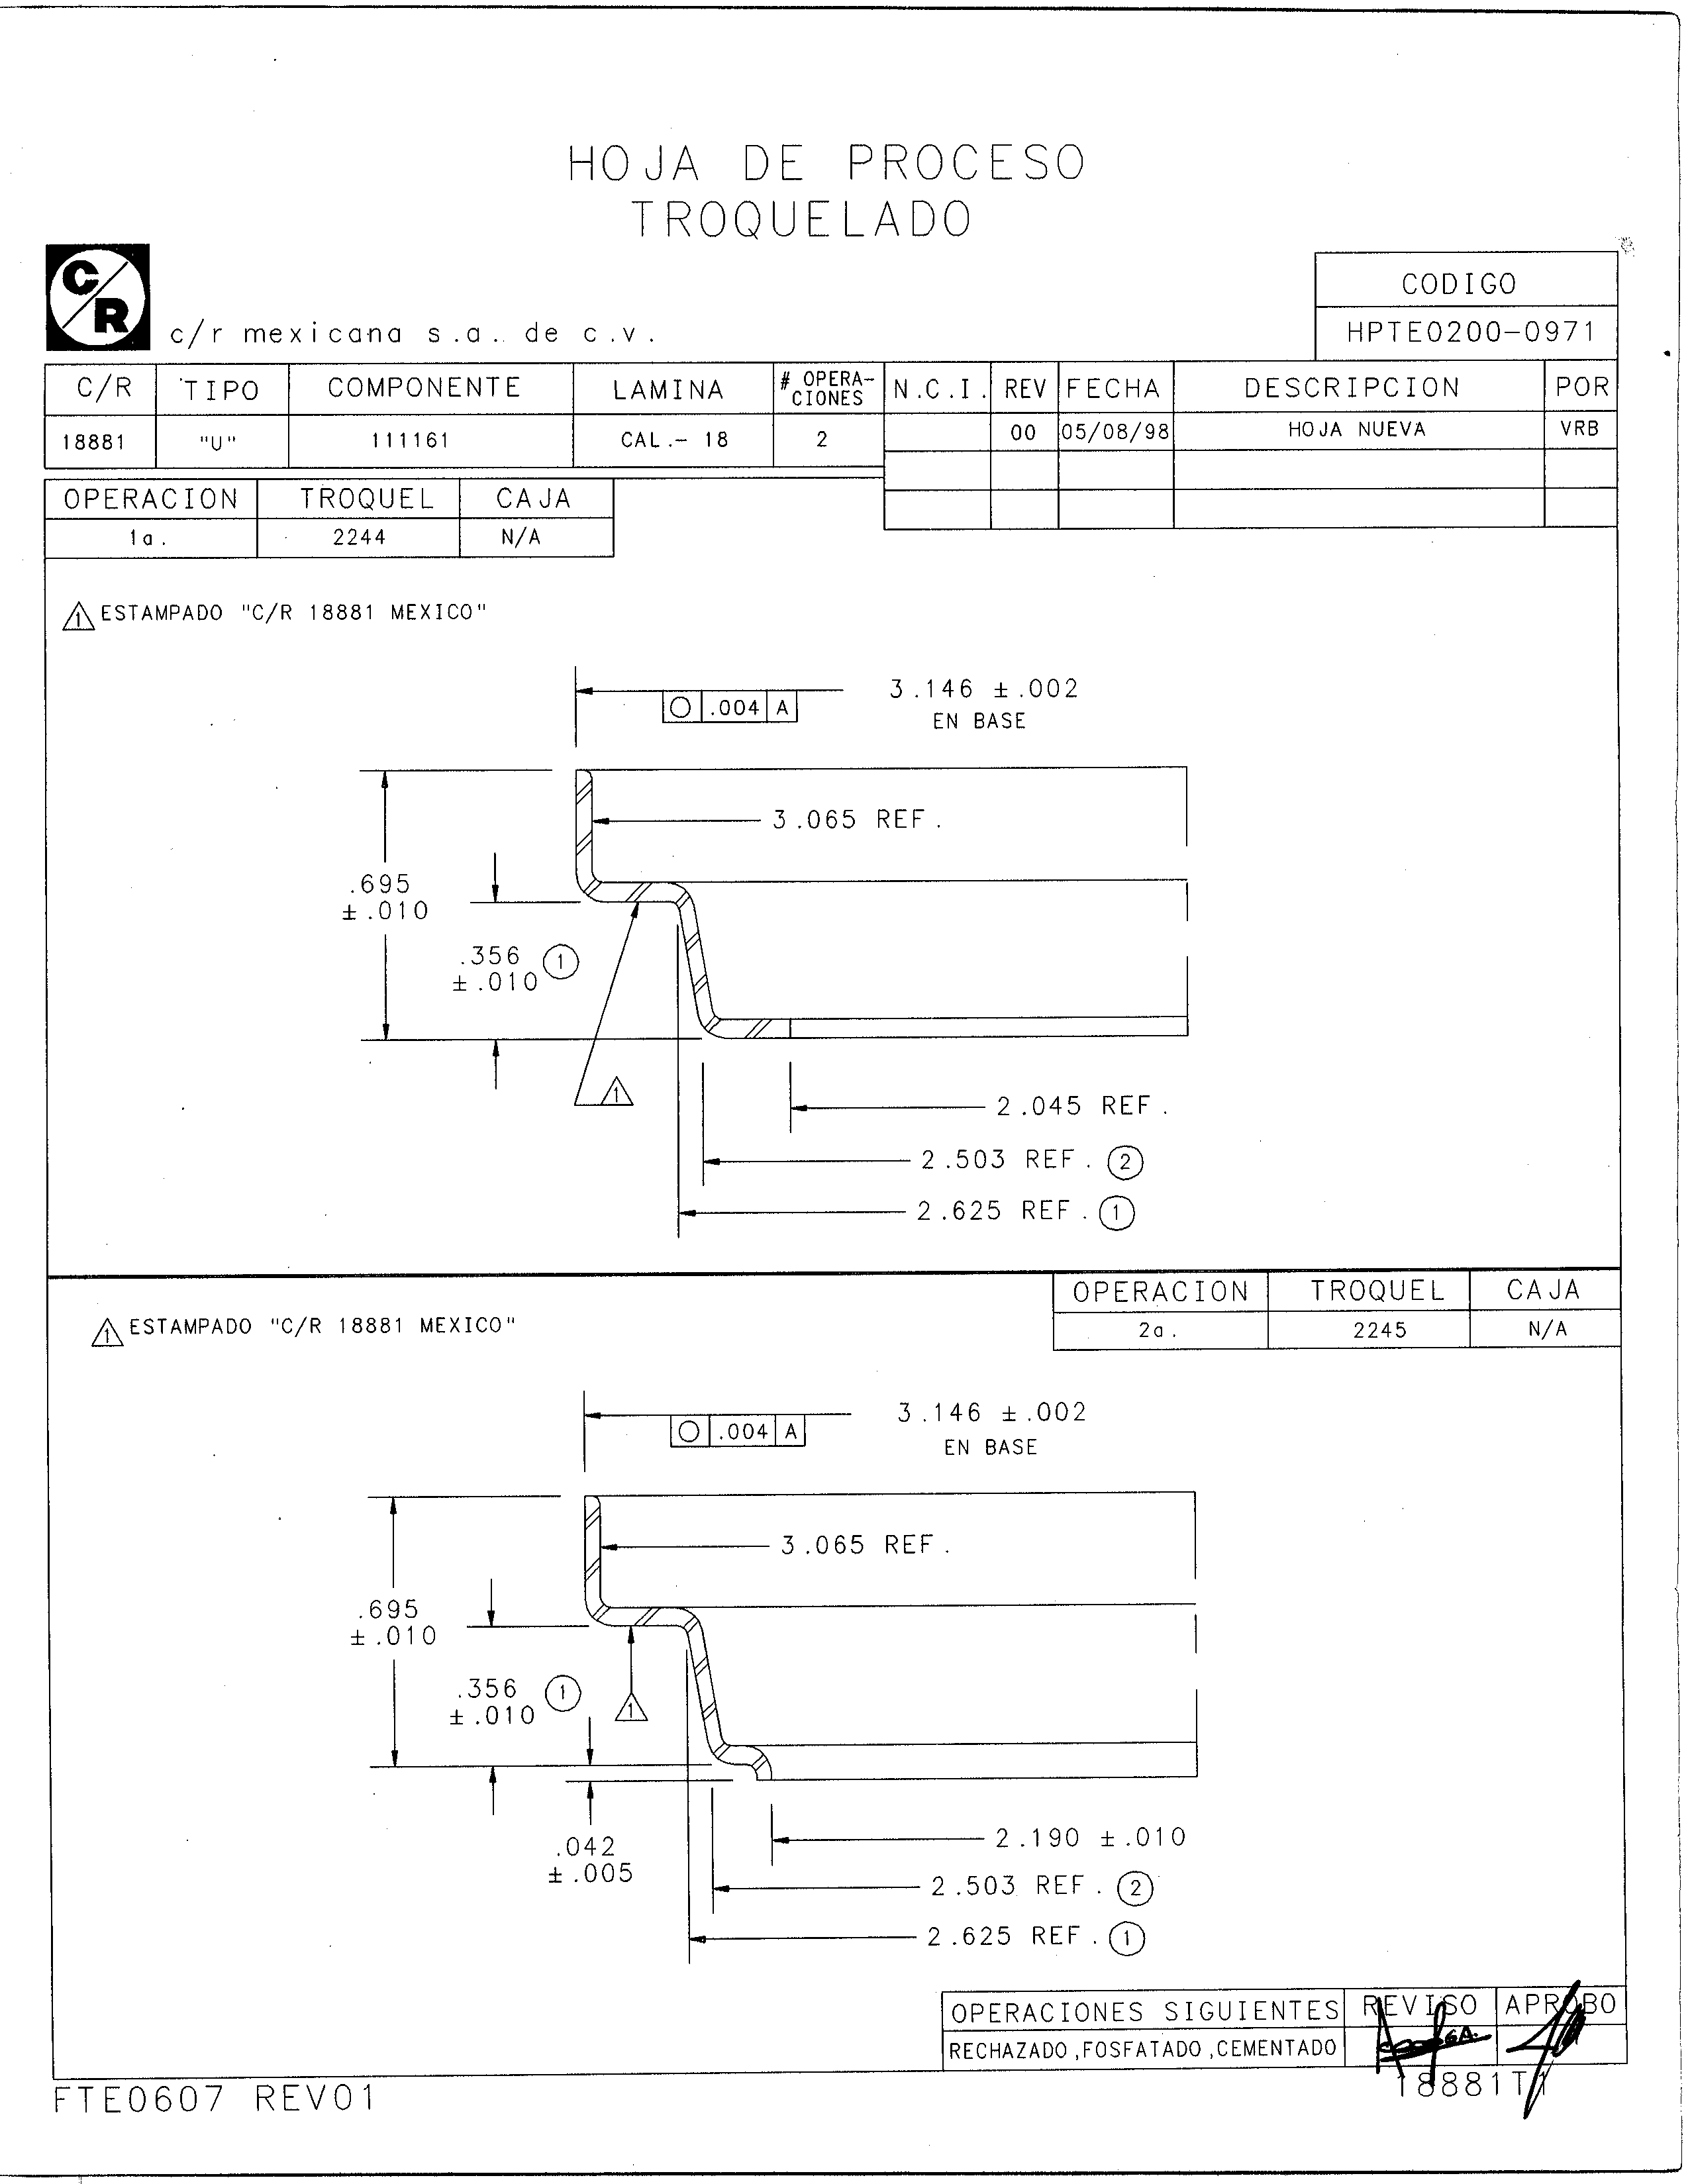 HOJA DE PROCESO
TROQUELADO
C/R
c/r mexicana s.a. de c.v.
CODIGO
HPTE0200-0971
C/R TIPO COMPONENTE LAMINA # OPERA-CIONES N.C.I. REV FECHA DESCRIPCION POR
18881 "U" 111161 CAL.- 18 2 00 05/08/98 HOJA NUEVA VRB
OPERACION TROQUEL CAJA
1a. 2244 N/A
1 ESTAMPADO "C/R 18881 MEXICO"
3.146 ±.002
EN BASE
○ .004 A
3.065 REF.
.695
±.010
.356 1
±.010
1
2.045 REF.
2.503 REF. 2
2.625 REF. 1
OPERACION TROQUEL CAJA
2a. 2245 N/A
1 ESTAMPADO "C/R 18881 MEXICO"
3.146 ±.002
EN BASE
○ .004 A
3.065 REF.
.695
±.010
.356 1
±.010
1
.042
±.005
2.190 ±.010
2.503 REF. 2
2.625 REF. 1
OPERACIONES SIGUIENTES REVISO APROBO
RECHAZADO,FOSFATADO,CEMENTADO
FTE0607 REV01
18881T1